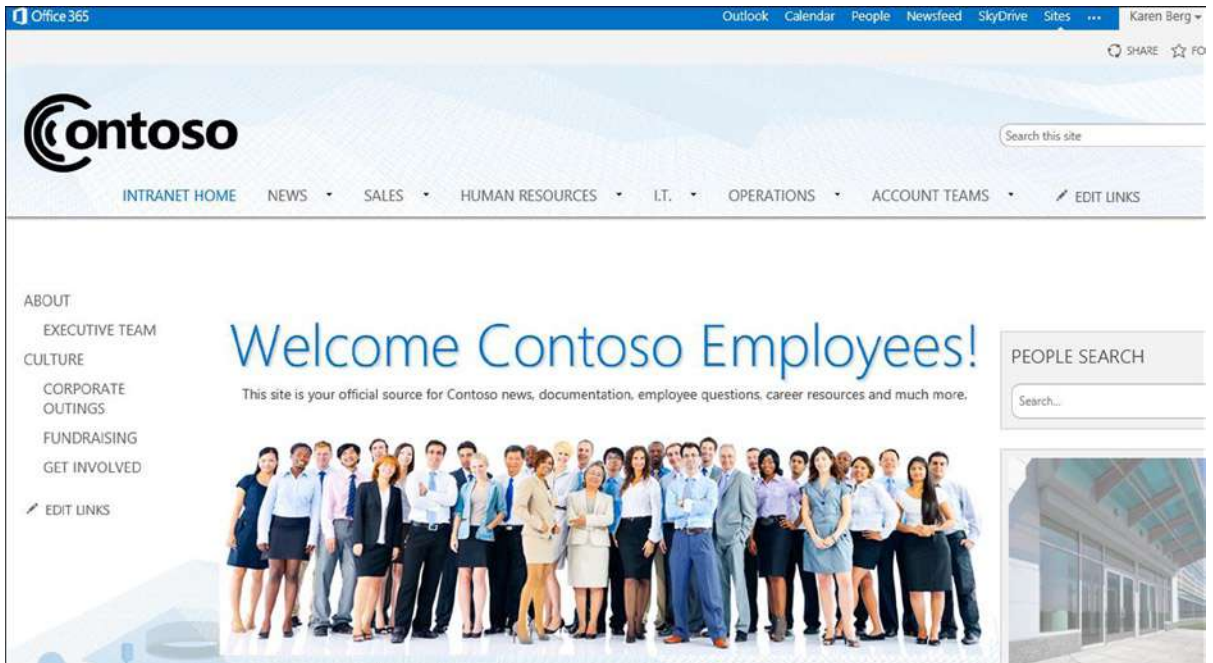 Office 365
Outlook Calendar People Newsfeed SkyDrive Sites ... Karen Berg
SHARE FO
Contoso
Search this site
INTRANET HOME NEWS SALES HUMAN RESOURCES I.T. OPERATIONS ACCOUNT TEAMS EDIT LINKS
ABOUT
EXECUTIVE TEAM
CULTURE
CORPORATE
OUTINGS
FUNDRAISING
GET INVOLVED
EDIT LINKS
Welcome Contoso Employees!
This site is your official source for Contoso news, documentation, employee questions, career resources and much more.
PEOPLE SEARCH
Search...